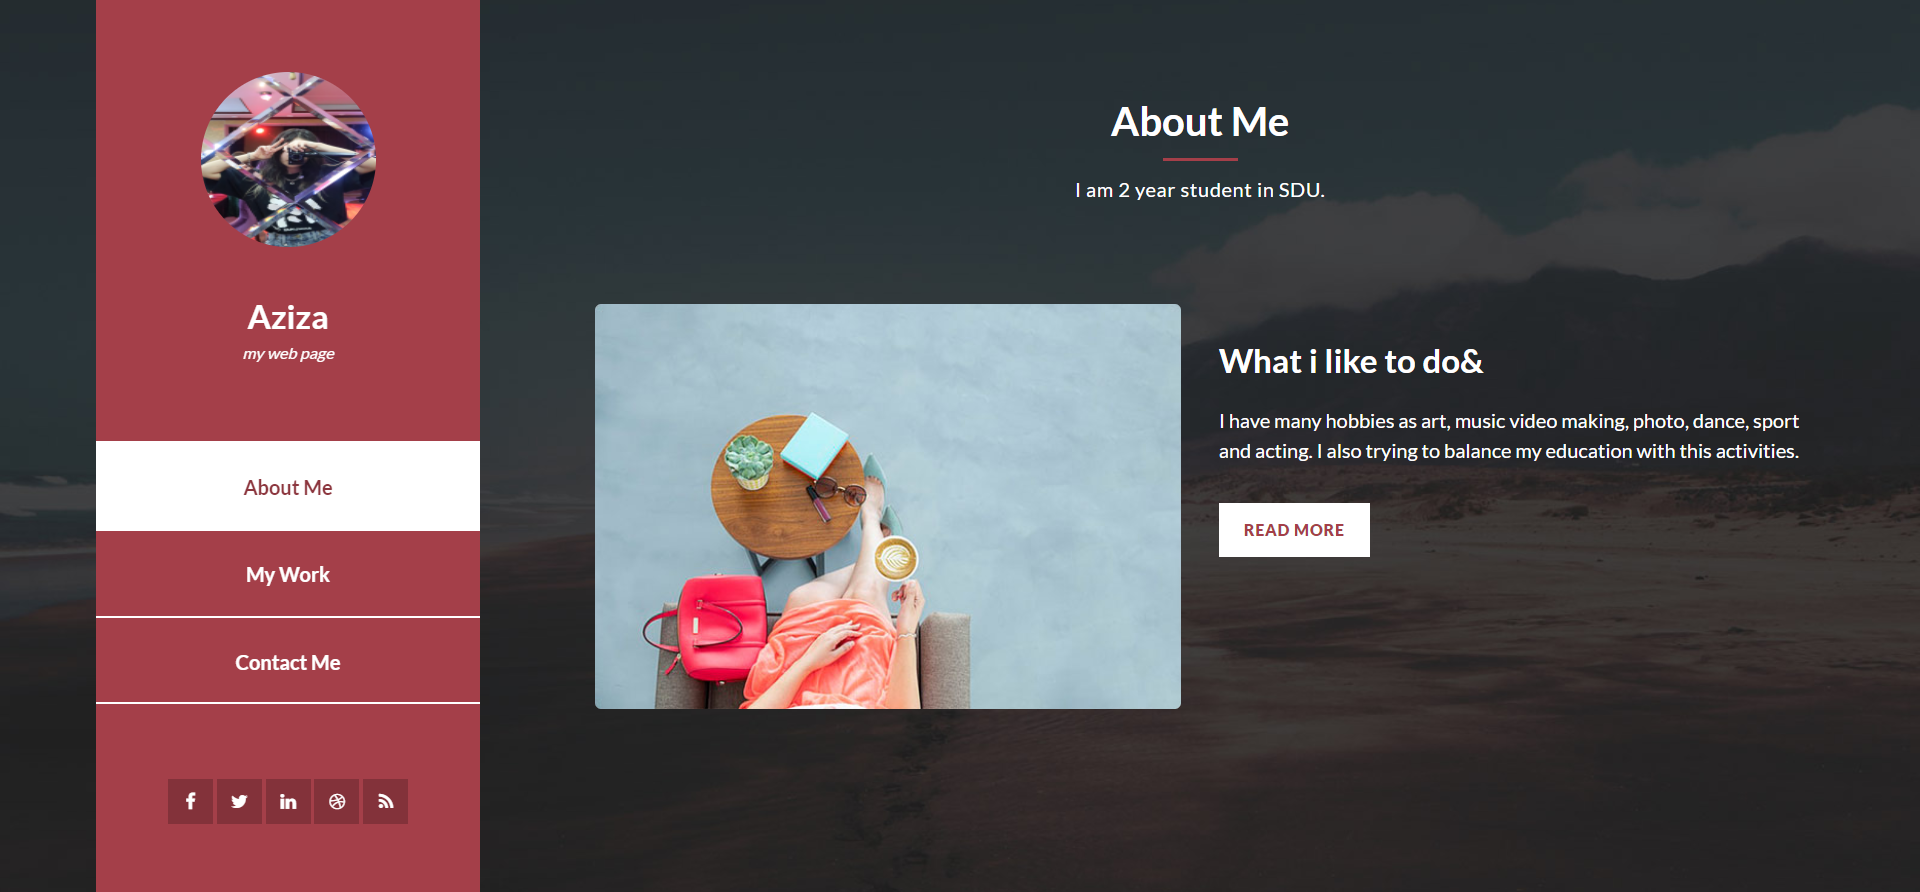 Aziza
my web page
About Me
My Work
Contact Me
About Me
I am 2 year student in SDU.
What i like to do&
I have many hobbies as art, music video making, photo, dance, sport
and acting. I also trying to balance my education with this activities.
READ MORE